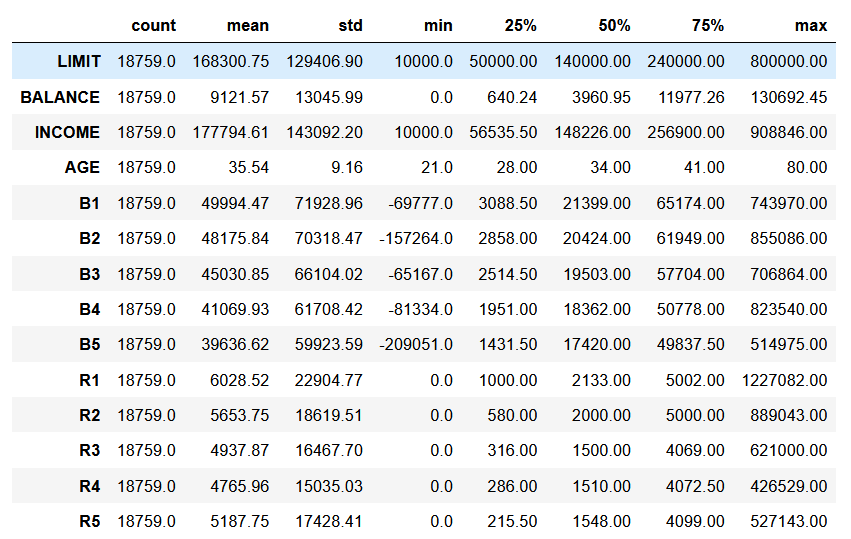 count mean std min 25% 50% 75% max
LIMIT 18759.0 168300.75 129406.90 10000.0 50000.00 140000.00 240000.00 800000.00
BALANCE 18759.0 9121.57 13045.99 0.0 640.24 3960.95 11977.26 130692.45
INCOME 18759.0 177794.61 143092.20 10000.0 56535.50 148226.00 256900.00 908846.00
AGE 18759.0 35.54 9.16 21.0 28.00 34.00 41.00 80.00
B1 18759.0 49994.47 71928.96 -69777.0 3088.50 21399.00 65174.00 743970.00
B2 18759.0 48175.84 70318.47 -157264.0 2858.00 20424.00 61949.00 855086.00
B3 18759.0 45030.85 66104.02 -65167.0 2514.50 19503.00 57704.00 706864.00
B4 18759.0 41069.93 61708.42 -81334.0 1951.00 18362.00 50778.00 823540.00
B5 18759.0 39636.62 59923.59 -209051.0 1431.50 17420.00 49837.50 514975.00
R1 18759.0 6028.52 22904.77 0.0 1000.00 2133.00 5002.00 1227082.00
R2 18759.0 5653.75 18619.51 0.0 580.00 2000.00 5000.00 889043.00
R3 18759.0 4937.87 16467.70 0.0 316.00 1500.00 4069.00 621000.00
R4 18759.0 4765.96 15035.03 0.0 286.00 1510.00 4072.50 426529.00
R5 18759.0 5187.75 17428.41 0.0 215.50 1548.00 4099.00 527143.00